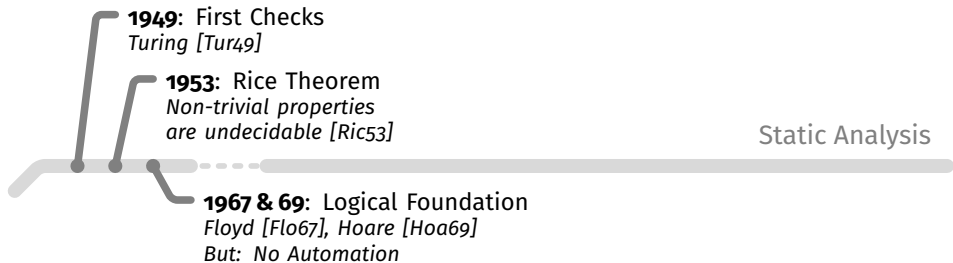 1949: First Checks
Turing [Tur49]
1953: Rice Theorem
Non-trivial properties
are undecidable [Ric53]
Static Analysis
1967 & 69: Logical Foundation
Floyd [Flo67], Hoare [Hoa69]
But: No Automation